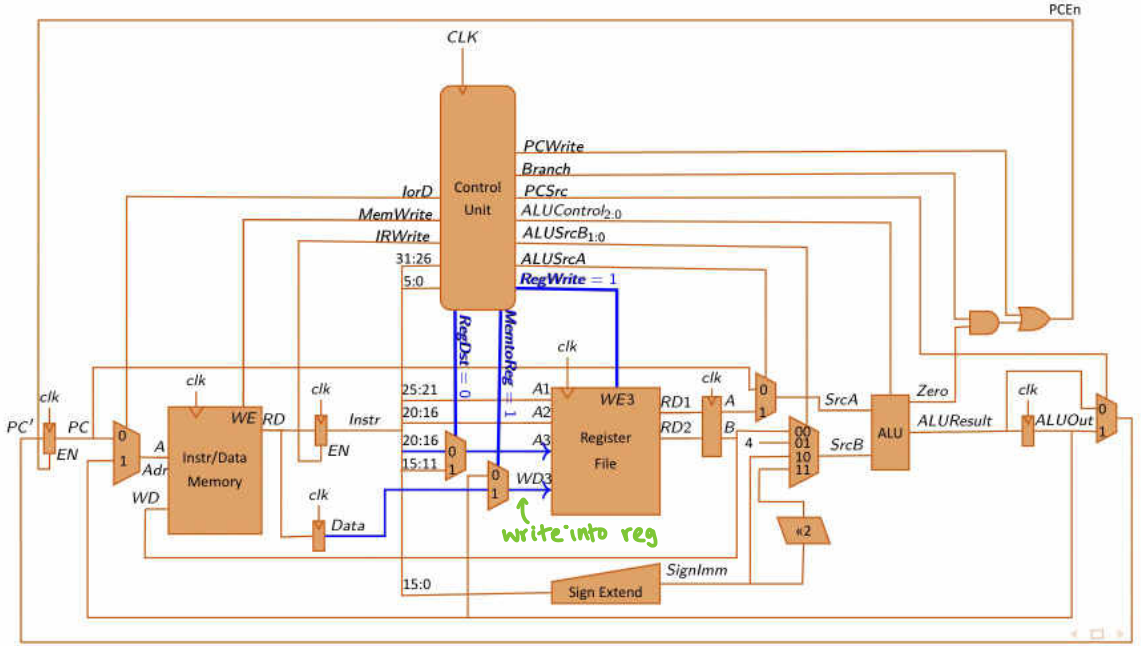 PCEn
CLK
Control
Unit
PCWrite
Branch
PCSrc
ALUControl2:0
ALUSrcB1:0
ALUSrcA
RegWrite = 1
IorD
MemWrite
IRWrite
31:26
5:0
RegDst = 0
MemtoReg = 1
clk
PC′
PC
EN
0
1
A
Adr
WD
clk
WE
RD
Instr/Data
Memory
clk
EN
Instr
clk
Data
25:21
20:16
20:16
15:11
15:0
0
1
0
1
clk
A1
A2
A3
WD3
WE3
RD1
RD2
Register
File
write into reg
clk
A
B
0
1
SrcA
4
00
01
10
11
SrcB
ALU
Zero
ALUResult
clk
ALUOut
0
1
«2
SignImm
Sign Extend